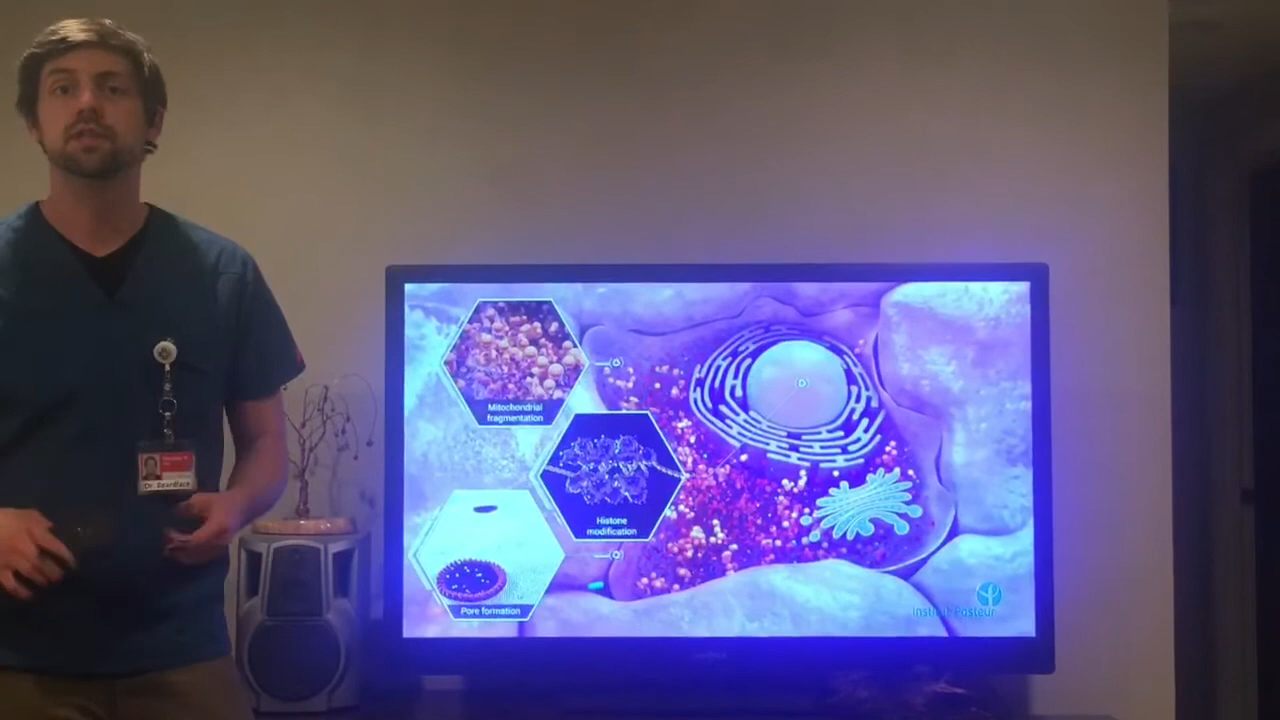 Mitochondrial
fragmentation
Histone
modification
Pore formation
Institut Pasteur
Dr. Beardface